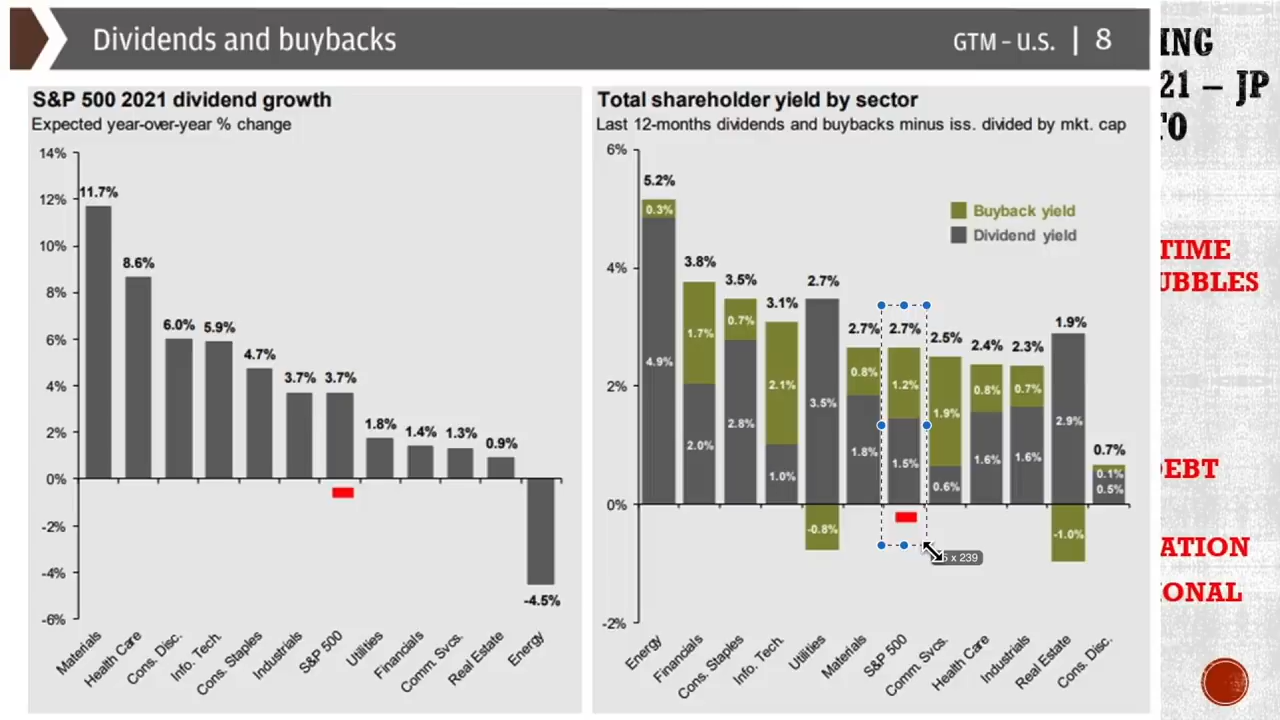 Dividends and buybacks
GTM – U.S. | 8
S&P 500 2021 dividend growth
Expected year-over-year % change
14%
12%
10%
8%
6%
4%
2%
0%
-2%
-4%
-6%
11.7%
8.6%
6.0%
5.9%
4.7%
3.7%
3.7%
1.8%
1.4%
1.3%
0.9%
-4.5%
Materials
Health Care
Cons. Disc.
Info. Tech.
Cons. Staples
Industrials
S&P 500
Utilities
Financials
Comm. Svcs.
Real Estate
Energy
Total shareholder yield by sector
Last 12-months dividends and buybacks minus iss. divided by mkt. cap
6%
4%
2%
0%
-2%
Buyback yield
Dividend yield
5.2%
0.3%
4.9%
3.8%
1.7%
2.0%
3.5%
0.7%
2.8%
3.1%
2.1%
1.0%
2.7%
3.5%
-0.8%
2.7%
0.8%
1.8%
2.7%
1.2%
1.5%
2.5%
1.9%
0.6%
2.4%
0.8%
1.6%
2.3%
0.7%
1.6%
1.9%
2.9%
-1.0%
0.7%
0.1%
0.5%
x 239
Energy
Financials
Cons. Staples
Info. Tech.
Utilities
Materials
S&P 500
Comm. Svcs.
Health Care
Industrials
Real Estate
Cons. Disc.
ING
21 – JP
TO
TIME
UBBLES
DEBT
ATION
IONAL